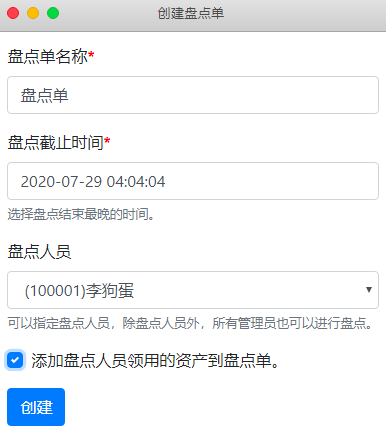 创建盘点单
盘点单名称*
盘点单
盘点截止时间*
2020-07-29 04:04:04
选择盘点结束最晚的时间。
盘点人员
(100001)李狗蛋
可以指定盘点人员，除盘点人员外，所有管理员也可以进行盘点。
添加盘点人员领用的资产到盘点单。
创建